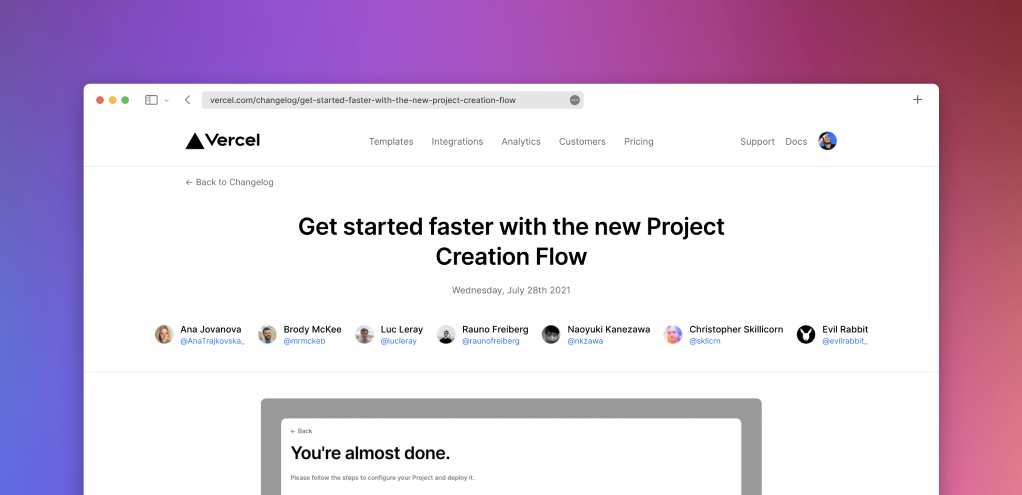 vercel.com/changelog/get-started-faster-with-the-new-project-creation-flow
Vercel Templates Integrations Analytics Customers Pricing Support Docs
← Back to Changelog
Get started faster with the new Project
Creation Flow
Wednesday, July 28th 2021
Ana Jovanova
@AnaTrajkovska_
Brody McKee
@mrmckeb
Luc Leray
@lucleray
Rauno Freiberg
@raunofreiberg
Naoyuki Kanezawa
@nkzawa
Christopher Skillicorn
@skllcrn
Evil Rabbit
@evilrabbit_
← Back
You're almost done.
Please follow the steps to configure your Project and deploy it.